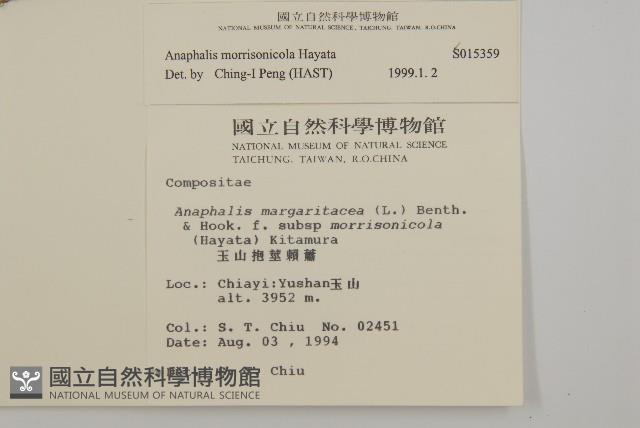 國立自然科學博物館
NATIONAL MUSEUM OF NATURAL SCIENCE, TAICHUNG, TAIWAN, R.O.CHINA
Anaphalis morrisonicola Hayata S015359
Det. by Ching-I Peng (HAST) 1999.1. 2
國立自然科學博物館
NATIONAL MUSEUM OF NATURAL SCIENCE
TAICHUNG, TAIWAN, R.O.CHINA
Compositae
Anaphalis margaritacea (L.) Benth.
& Hook. f. subsp morrisonicola
(Hayata) Kitamura
玉山抱莖籟蕭
Loc.: Chiayi:Yushan玉山
alt. 3952 m.
Col.: S. T. Chiu No. 02451
Date: Aug. 03 , 1994
Chiu
國立自然科學博物館
NATIONAL MUSEUM OF NATURAL SCIENCE